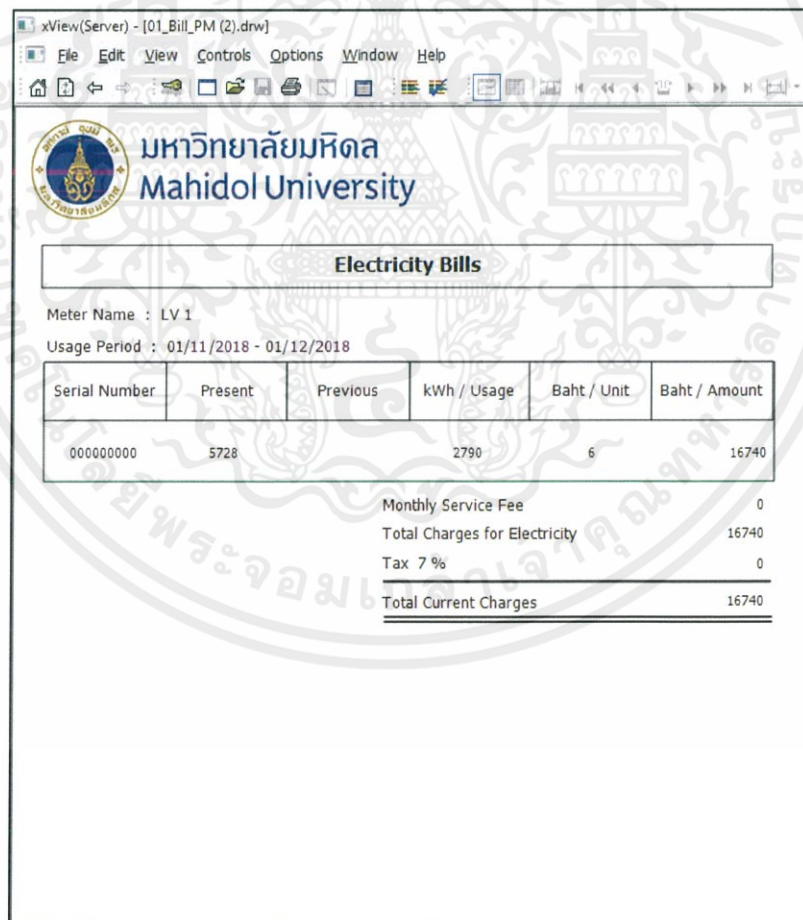 xView(Server) - [01_Bill_PM (2).drw]
File Edit View Controls Options Window Help
มหาวิทยาลัยมหิดล
Mahidol University
Electricity Bills
Meter Name : LV 1
Usage Period : 01/11/2018 - 01/12/2018
Serial Number Present Previous kWh / Usage Baht / Unit Baht / Amount
000000000 5728 2790 6 16740
Monthly Service Fee 0
Total Charges for Electricity 16740
Tax 7 % 0
Total Current Charges 16740